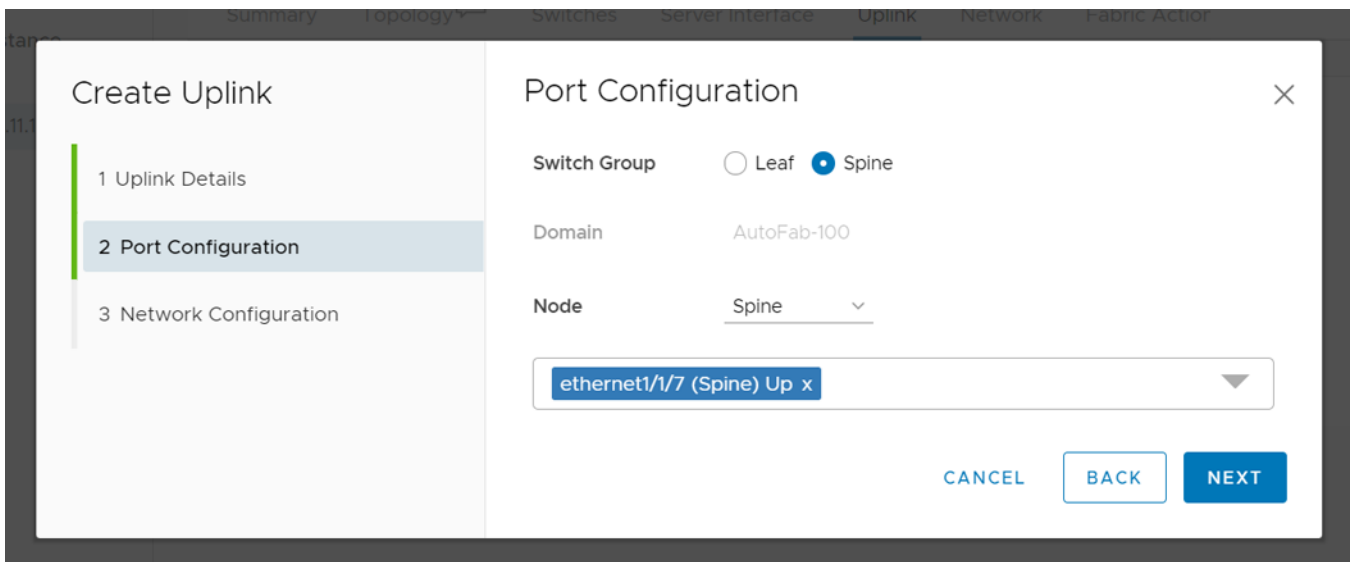 Summary Topology Switches Server Interface Uplink Network Fabric Action
Create Uplink
1 Uplink Details
2 Port Configuration
3 Network Configuration
Port Configuration
Switch Group Leaf Spine
Domain AutoFab-100
Node Spine
ethernet1/1/7 (Spine) Up x
CANCEL BACK NEXT